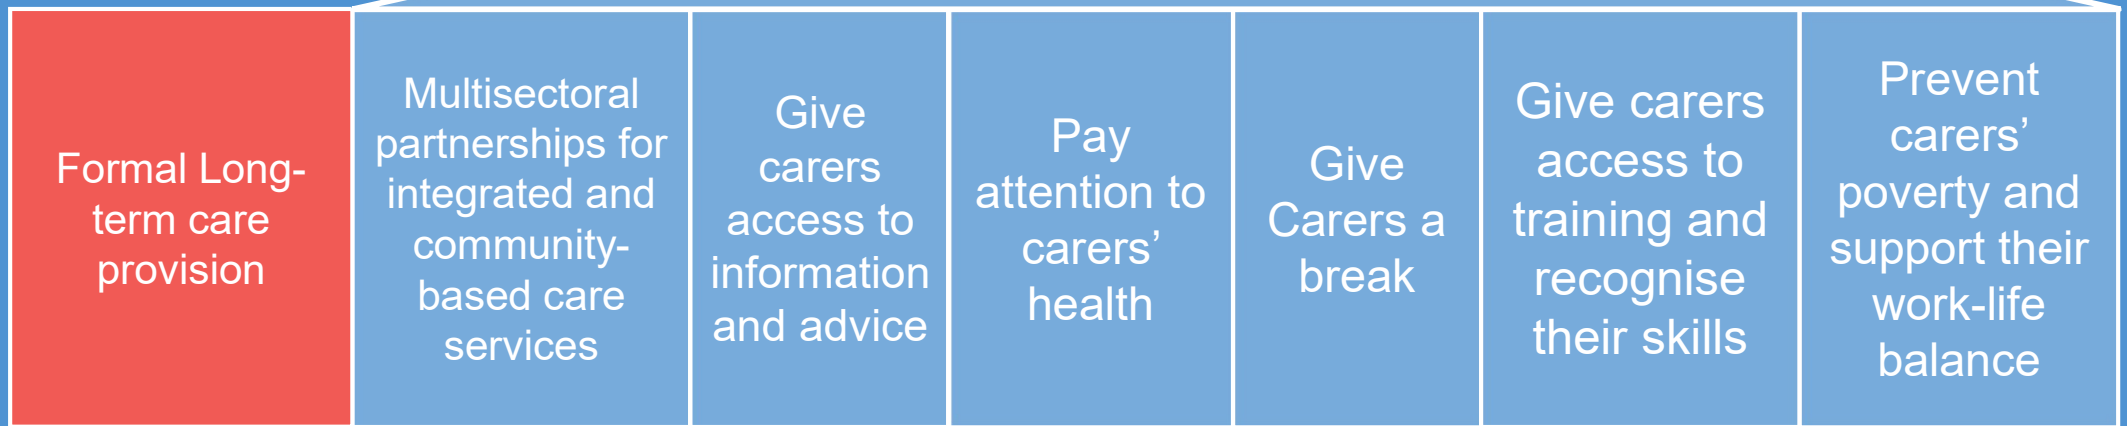 Formal Long-
term care
provision
Multisectoral
partnerships for
integrated and
community-
based care
services
Give
carers
access to
information
and advice
Pay
attention to
carers’
health
Give
Carers a
break
Give carers
access to
training and
recognise
their skills
Prevent
carers’
poverty and
support their
work-life
balance